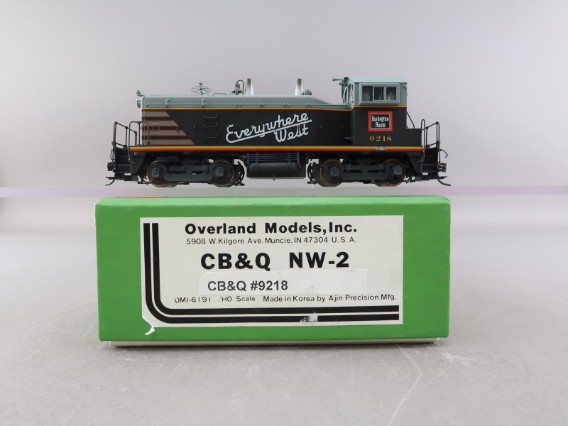 Everywhere
West
Burlington
Route
9218
Overland Models, Inc.
5908 W. Kilgore Ave. Muncie, IN 47304 U. S. A.
CB&Q NW-2
CB&Q #9218
OMI-6191 /HO Scale Made in Korea by Ajin Precision Mfg.